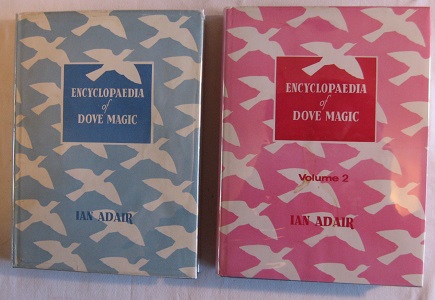 ENCYCLOPAEDIA
of
DOVE MAGIC
IAN ADAIR
ENCYCLOPAEDIA
of
DOVE MAGIC
Volume 2
IAN ADAIR